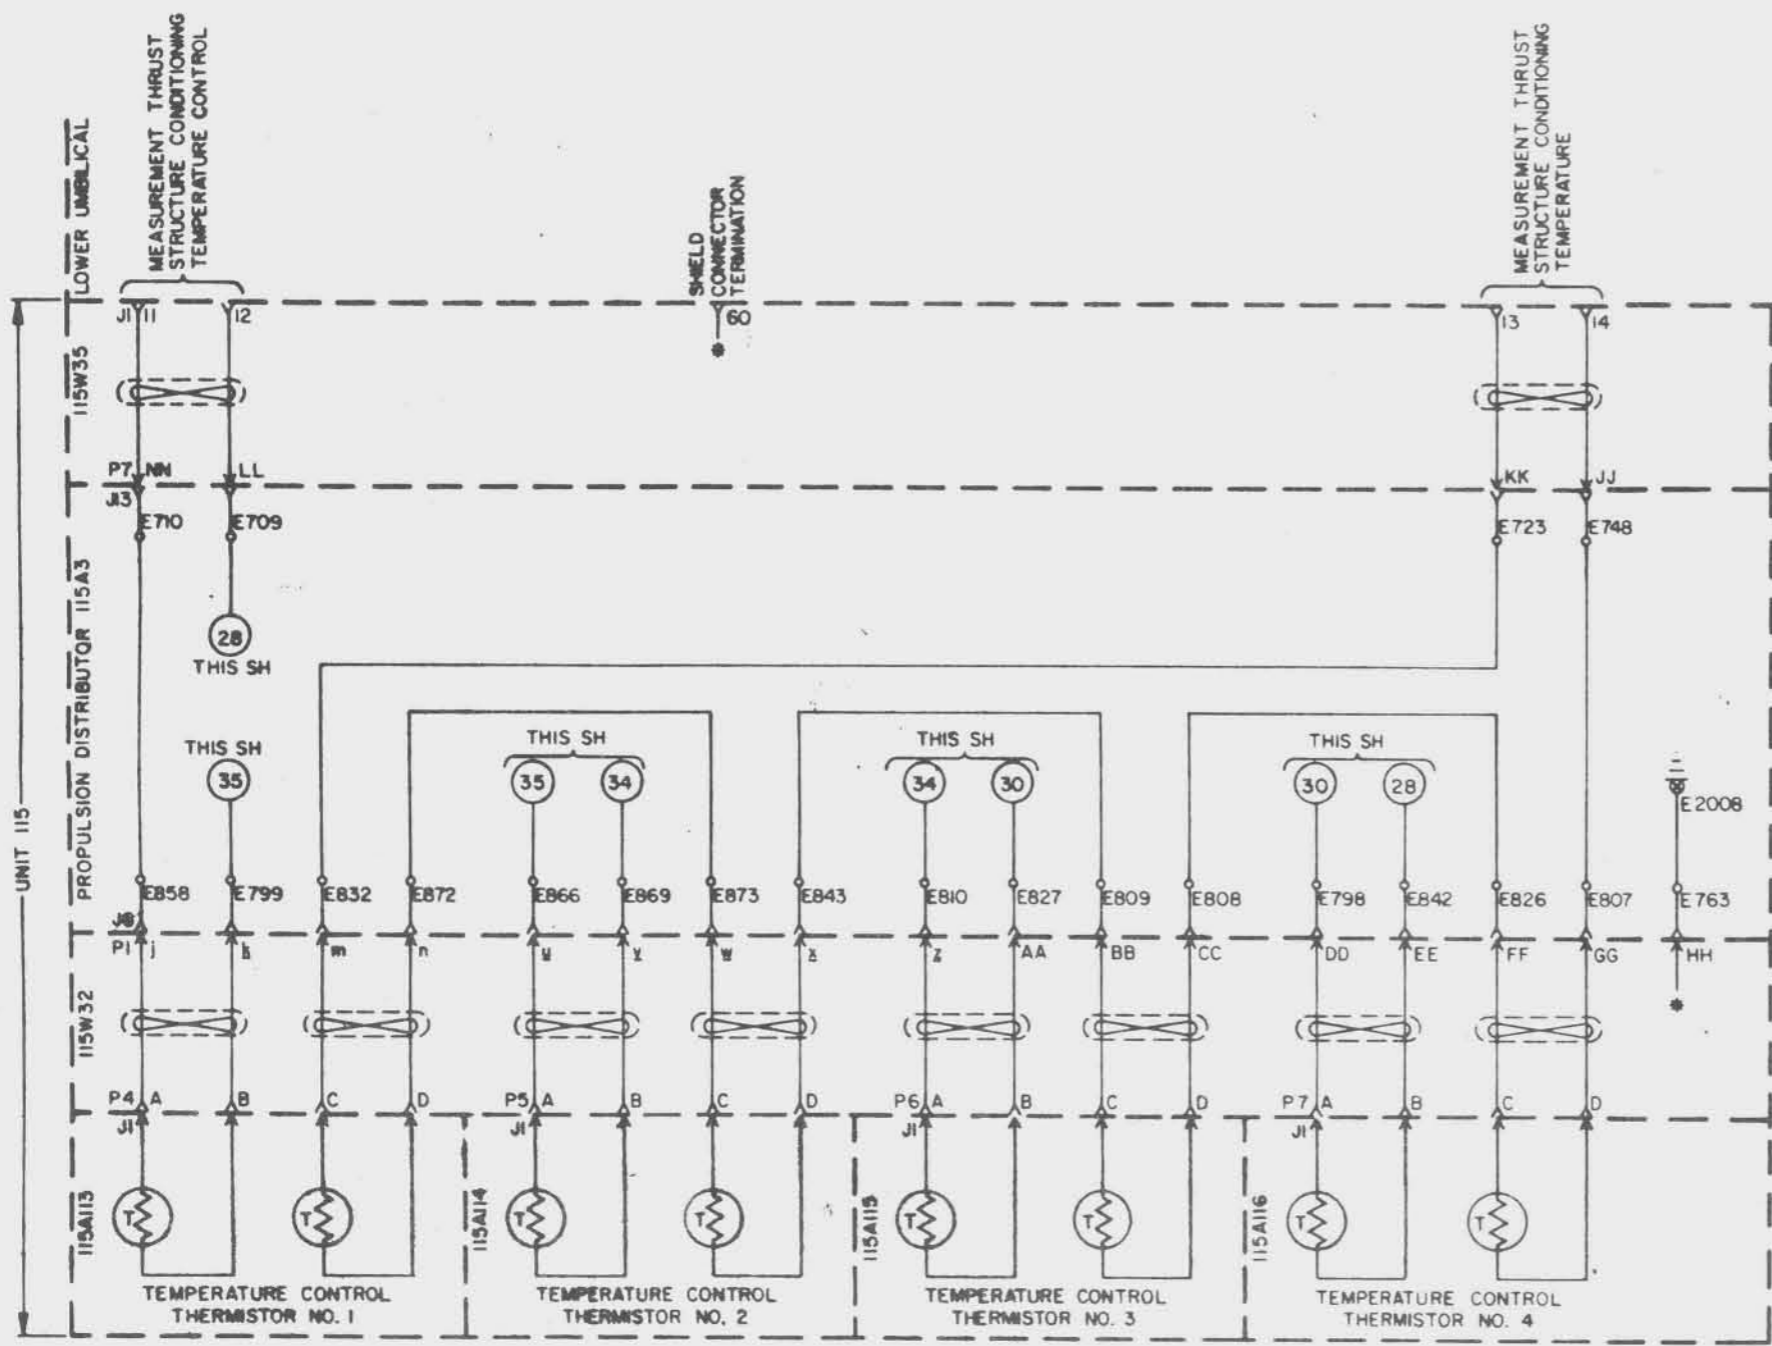 MEASUREMENT THRUST
STRUCTURE CONDITIONING
TEMPERATURE CONTROL
LOWER UMBILICAL
SHIELD
CONNECTOR
TERMINATION
MEASUREMENT THRUST
STRUCTURE CONDITIONING
TEMPERATURE
J1 11 12 60 13 14
*
115W35
P7 NN LL KK JJ
J13
E710 E709 E723 E748
28
THIS SH
PROPULSION DISTRIBUTOR 115A3
UNIT 115
THIS SH THIS SH THIS SH THIS SH
35 35 34 34 30 30 28
E2008
E858 E799 E832 E872 E866 E869 E873 E843 E810 E827 E809 E808 E798 E842 E826 E807 E763
P1 j k m n u v w x z AA BB CC DD EE FF GG HH
*
115W32
P4 A B C D P5 A B C D P6 A B C D P7 A B C D
J1 J1 J1 J1
115A113 115A114 115A115 115A116
T T T T T T T T
TEMPERATURE CONTROL
THERMISTOR NO. 1
TEMPERATURE CONTROL
THERMISTOR NO. 2
TEMPERATURE CONTROL
THERMISTOR NO. 3
TEMPERATURE CONTROL
THERMISTOR NO. 4